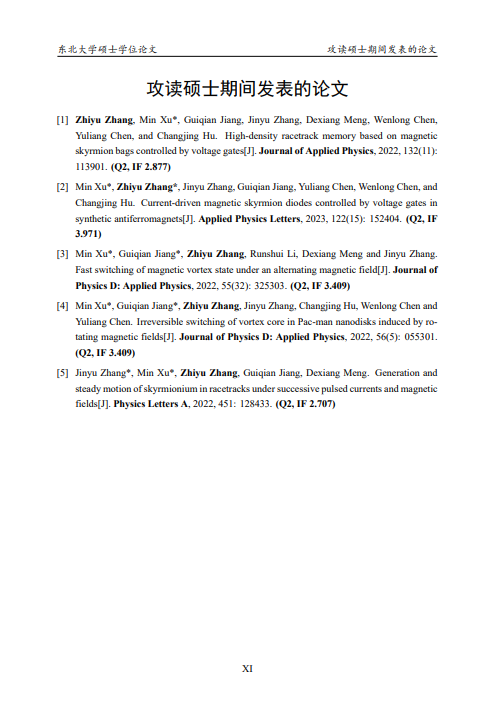 东北大学硕士学位论文 攻读硕士期间发表的论文
攻读硕士期间发表的论文
[1] Zhiyu Zhang, Min Xu*, Guiqian Jiang, Jinyu Zhang, Dexiang Meng, Wenlong Chen,
Yuliang Chen, and Changjing Hu. High-density racetrack memory based on magnetic
skyrmion bags controlled by voltage gates[J]. Journal of Applied Physics, 2022, 132(11):
113901. (Q2, IF 2.877)
[2] Min Xu*, Zhiyu Zhang*, Jinyu Zhang, Guiqian Jiang, Yuliang Chen, Wenlong Chen, and
Changjing Hu. Current-driven magnetic skyrmion diodes controlled by voltage gates in
synthetic antiferromagnets[J]. Applied Physics Letters, 2023, 122(15): 152404. (Q2, IF
3.971)
[3] Min Xu*, Guiqian Jiang*, Zhiyu Zhang, Runshui Li, Dexiang Meng and Jinyu Zhang.
Fast switching of magnetic vortex state under an alternating magnetic field[J]. Journal of
Physics D: Applied Physics, 2022, 55(32): 325303. (Q2, IF 3.409)
[4] Min Xu*, Guiqian Jiang*, Zhiyu Zhang, Jinyu Zhang, Changjing Hu, Wenlong Chen and
Yuliang Chen. Irreversible switching of vortex core in Pac-man nanodisks induced by ro-
tating magnetic fields[J]. Journal of Physics D: Applied Physics, 2022, 56(5): 055301.
(Q2, IF 3.409)
[5] Jinyu Zhang*, Min Xu*, Zhiyu Zhang, Guiqian Jiang, Dexiang Meng. Generation and
steady motion of skyrmionium in racetracks under successive pulsed currents and magnetic
fields[J]. Physics Letters A, 2022, 451: 128433. (Q2, IF 2.707)
XI